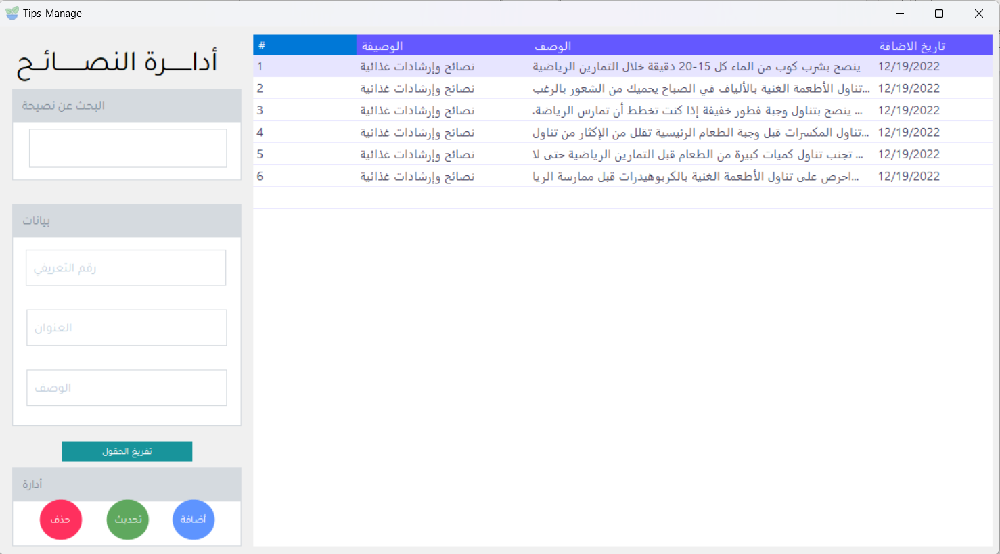 Tips_Manage
أدارة النصائح
البحث عن نصيحة
بيانات
رقم التعريفي
العنوان
الوصف
تفريغ الحقول
أدارة
حذف تحديث أضافة
# الوصيفة الوصف تاريخ الاضافة
1 نصائح وإرشادات غذائية ينصح بشرب كوب من الماء كل 15-20 دقيقة خلال التمارين الرياضية 12/19/2022
2 نصائح وإرشادات غذائية تناول الأطعمة الغنية بالألياف في الصباح يحميك من الشعور بالرغب... 12/19/2022
3 نصائح وإرشادات غذائية ينصح بتناول وجبة فطور خفيفة إذا كنت تخطط أن تمارس الرياضة. ... 12/19/2022
4 نصائح وإرشادات غذائية تناول المكسرات قبل وجبة الطعام الرئيسية تقلل من الإكثار من تناول... 12/19/2022
5 نصائح وإرشادات غذائية تجنب تناول كميات كبيرة من الطعام قبل التمارين الرياضية حتى لا ... 12/19/2022
6 نصائح وإرشادات غذائية احرص على تناول الأطعمة الغنية بالكربوهيدرات قبل ممارسة الريا... 12/19/2022